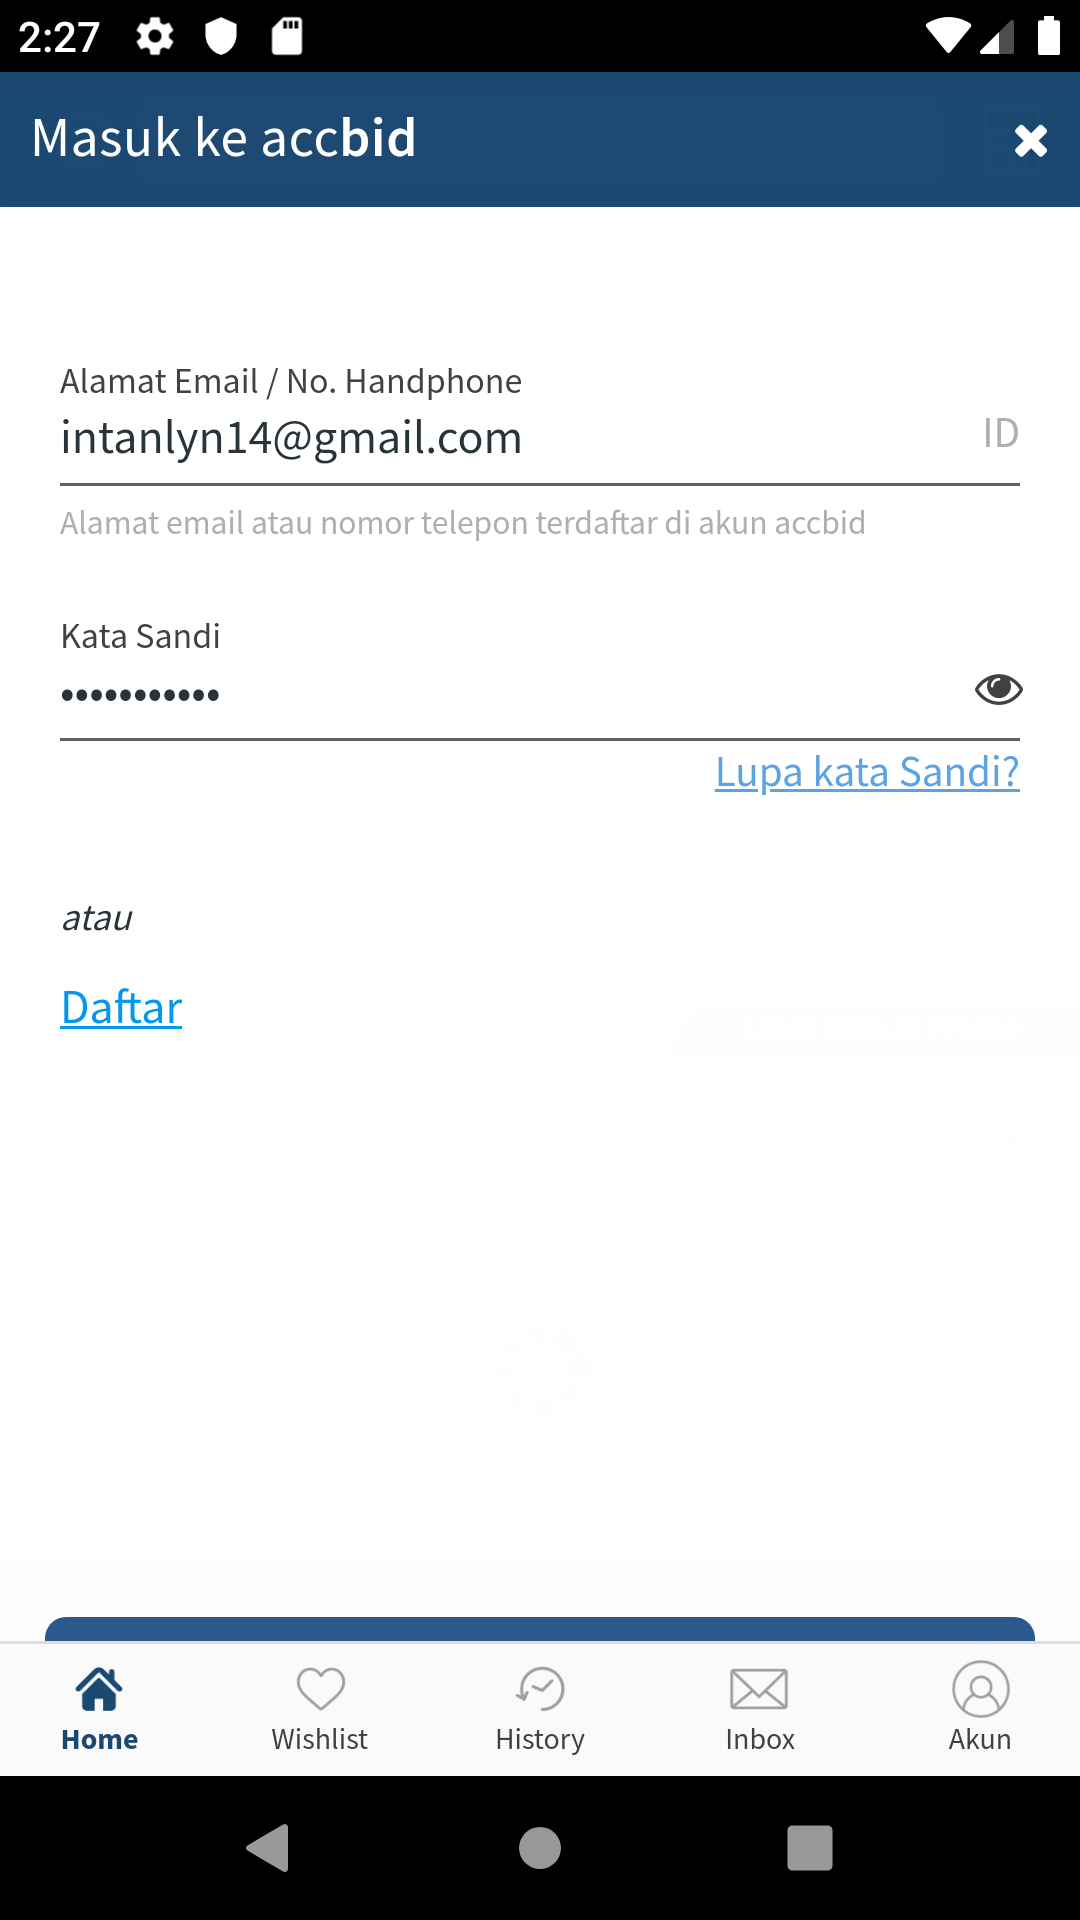 2:27
Masuk ke accbid
Alamat Email / No. Handphone
intanlyn14@gmail.com
ID
Alamat email atau nomor telepon terdaftar di akun accbid
Kata Sandi
•••••••••••
Lupa kata Sandi?
atau
Daftar
Home
Wishlist
History
Inbox
Akun